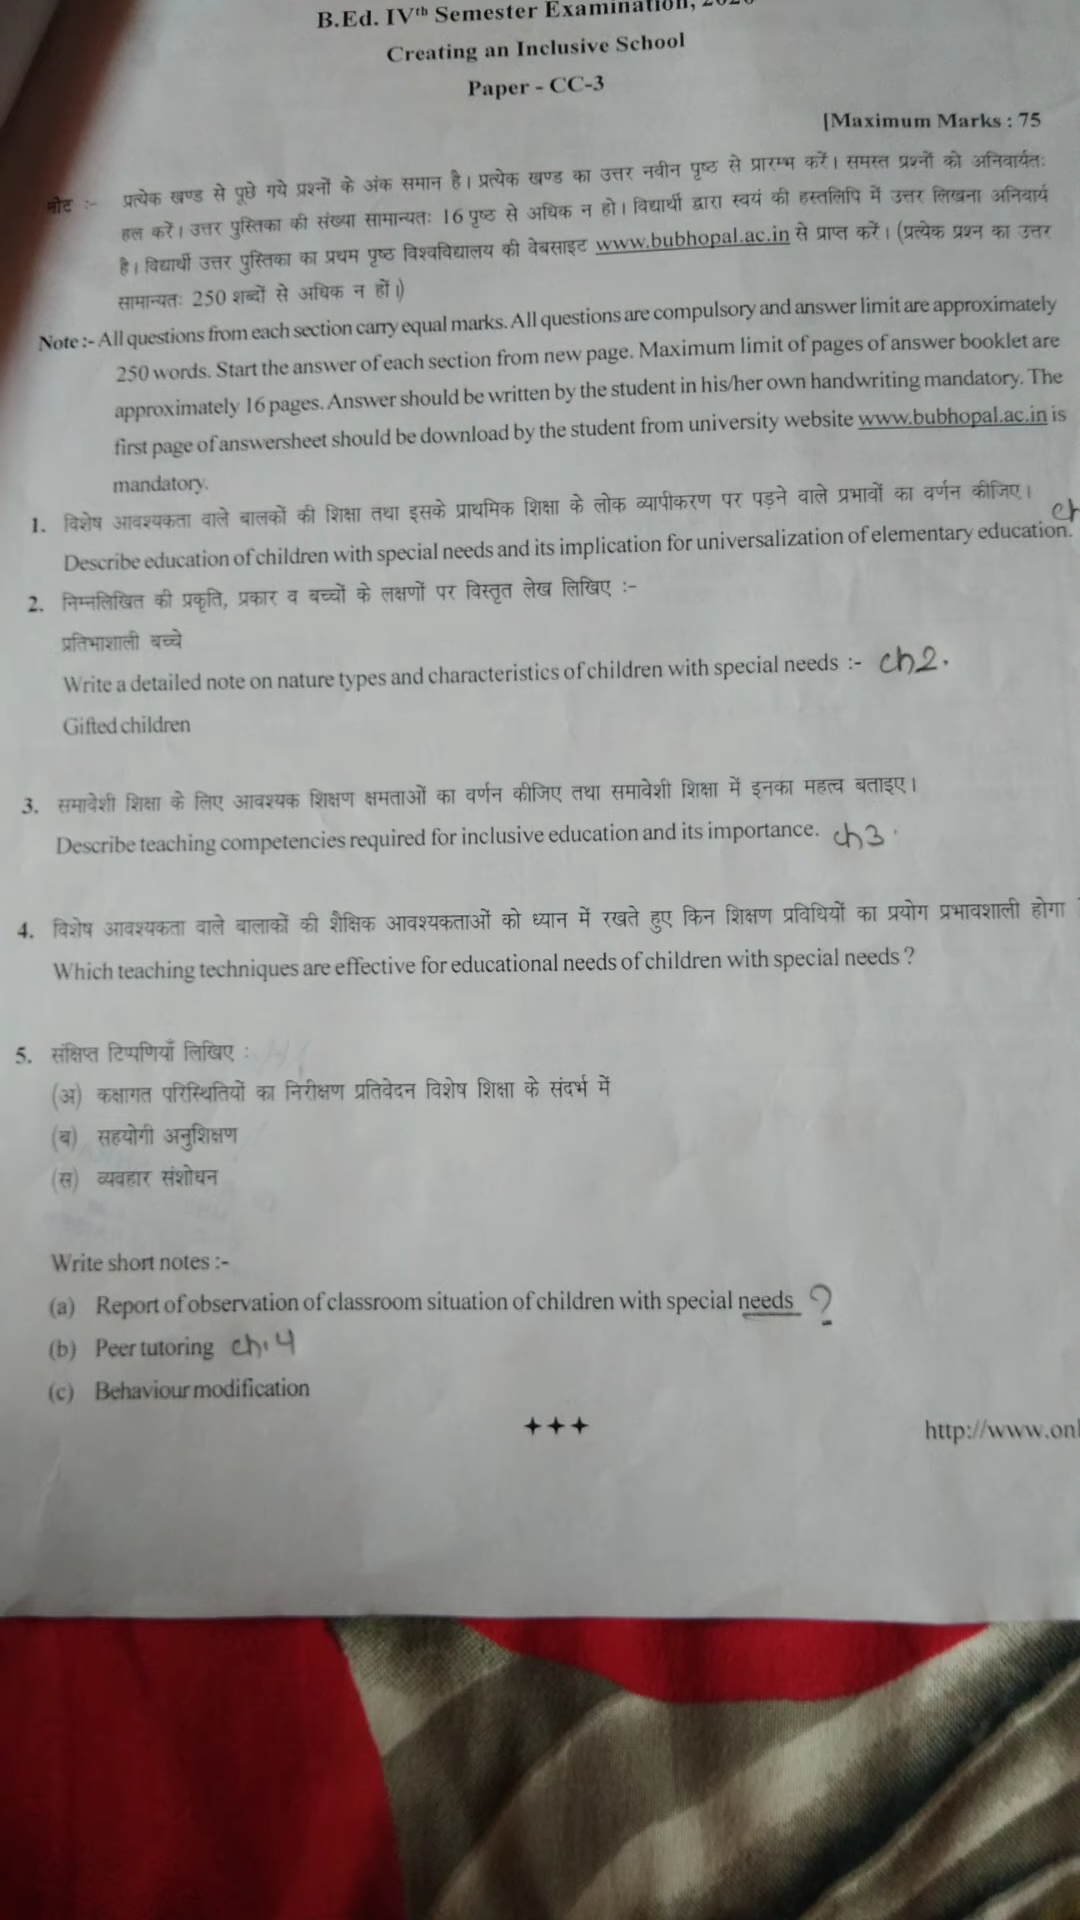 B.Ed. IVth Semester Examination,
Creating an Inclusive School
Paper - CC-3
[Maximum Marks : 75
नोट :- प्रत्येक खण्ड से पूछे गये प्रश्नों के अंक समान है। प्रत्येक खण्ड का उत्तर नवीन पृष्ठ से प्रारम्भ करें। समस्त प्रश्नों को अनिवार्यतः
हल करें। उत्तर पुस्तिका की संख्या सामान्यतः 16 पृष्ठ से अधिक न हो। विद्यार्थी द्वारा स्वयं की हस्तलिपि में उत्तर लिखना अनिवार्य
है। विद्यार्थी उत्तर पुस्तिका का प्रथम पृष्ठ विश्वविद्यालय की वेबसाइट www.bubhopal.ac.in से प्राप्त करें। (प्रत्येक प्रश्न का उत्तर
सामान्यतः 250 शब्दों से अधिक न हों।)
Note :- All questions from each section carry equal marks. All questions are compulsory and answer limit are approximately
250 words. Start the answer of each section from new page. Maximum limit of pages of answer booklet are
approximately 16 pages. Answer should be written by the student in his/her own handwriting mandatory. The
first page of answersheet should be download by the student from university website www.bubhopal.ac.in is
mandatory.
1. विशेष आवश्यकता वाले बालकों की शिक्षा तथा इसके प्राथमिक शिक्षा के लोक व्यापीकरण पर पड़ने वाले प्रभावों का वर्णन कीजिए।
Describe education of children with special needs and its implication for universalization of elementary education.
2. निम्नलिखित की प्रकृति, प्रकार व बच्चों के लक्षणों पर विस्तृत लेख लिखिए :-
प्रतिभाशाली बच्चे
Write a detailed note on nature types and characteristics of children with special needs :- ch2.
Gifted children
3. समावेशी शिक्षा के लिए आवश्यक शिक्षण क्षमताओं का वर्णन कीजिए तथा समावेशी शिक्षा में इनका महत्व बताइए।
Describe teaching competencies required for inclusive education and its importance. ch3.
4. विशेष आवश्यकता वाले बालाकों की शैक्षिक आवश्यकताओं को ध्यान में रखते हुए किन शिक्षण प्रविधियों का प्रयोग प्रभावशाली होगा
Which teaching techniques are effective for educational needs of children with special needs ?
5. संक्षिप्त टिप्पणियाँ लिखिए :
(अ) कक्षागत परिस्थितियों का निरीक्षण प्रतिवेदन विशेष शिक्षा के संदर्भ में
(ब) सहयोगी अनुशिक्षण
(स) व्यवहार संशोधन
Write short notes :-
(a) Report of observation of classroom situation of children with special needs ?
(b) Peer tutoring ch.4
(c) Behaviour modification
http://www.onl